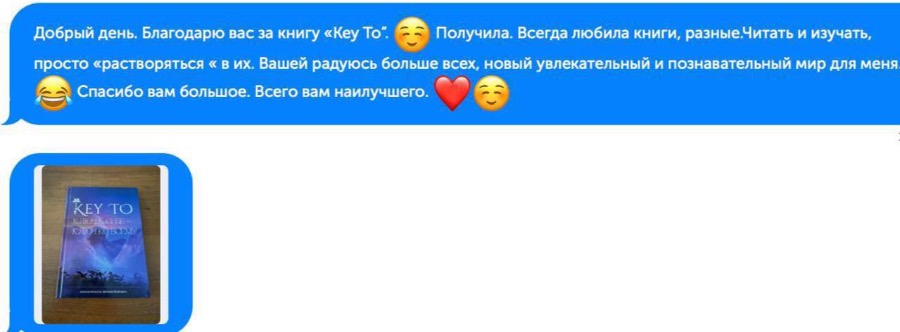 Добрый день. Благодарю вас за книгу «Key To”. ☺️ Получила. Всегда любила книги, разные.Читать и изучать,
просто «растворяться « в их. Вашей радуюсь больше всех, новый увлекательный и познавательный мир для меня.
😂 Спасибо вам большое. Всего вам наилучшего. ❤️☺️
KEY TO